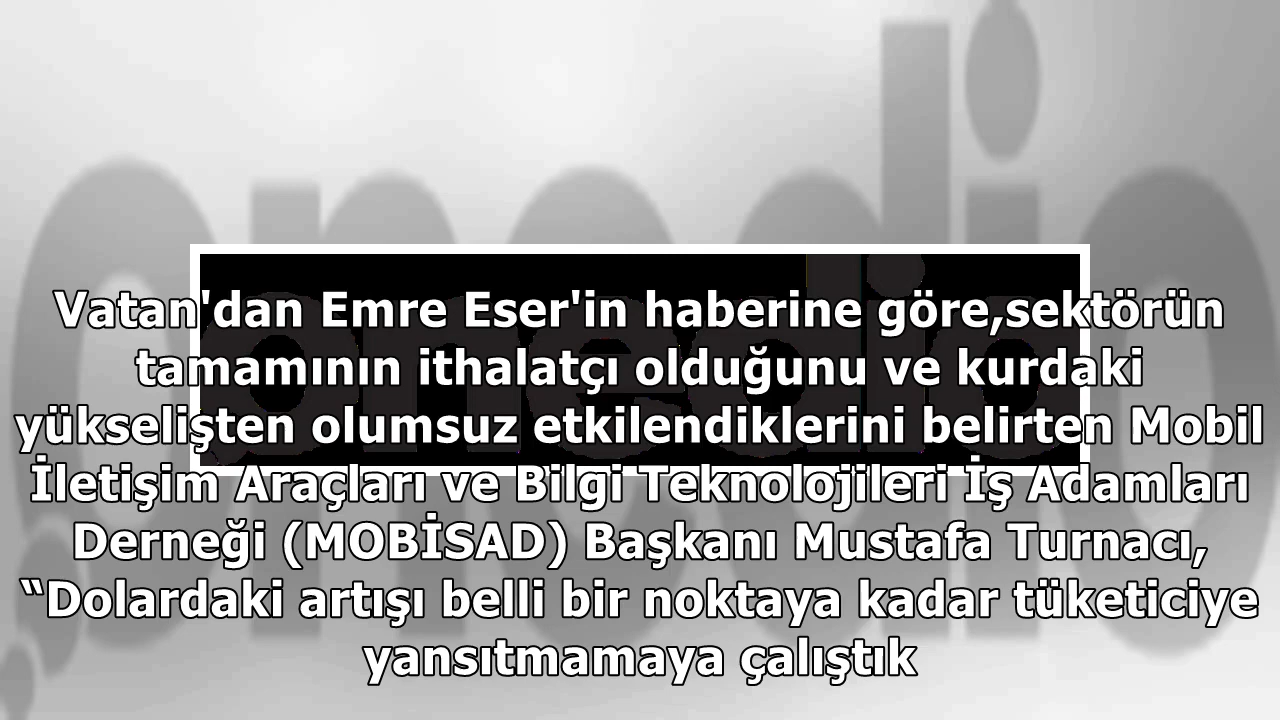 onedio
Vatan'dan Emre Eser'in haberine göre,sektörün
tamamının ithalatçı olduğunu ve kurdaki
yükselişten olumsuz etkilendiklerini belirten Mobil
İletişim Araçları ve Bilgi Teknolojileri İş Adamları
Derneği (MOBİSAD) Başkanı Mustafa Turnacı,
“Dolardaki artışı belli bir noktaya kadar tüketiciye
yansıtmamaya çalıştık